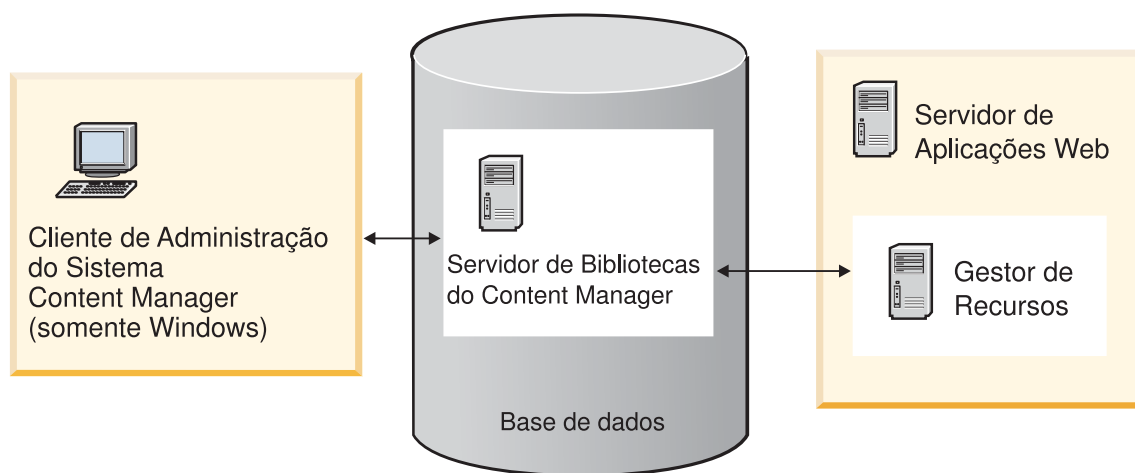 Cliente de Administração
do Sistema
Content Manager
(somente Windows)
Servidor de Bibliotecas
do Content Manager
Base de dados
Servidor de
Aplicações Web
Gestor de
Recursos